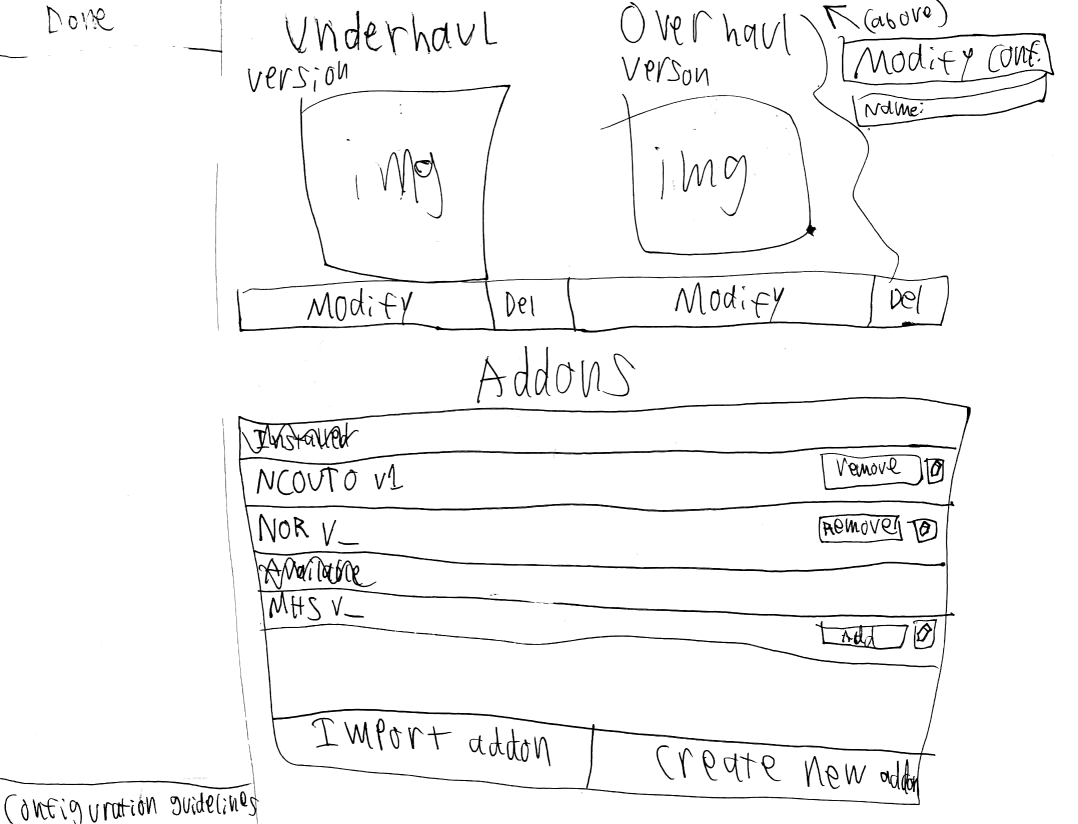 Done
Underhaul
version
img
Modify
Del
Overhaul
verson
img
Modify
Del
(above)
Modify Conf.
Name:
Addons
Installed
NCOUTO v1
remove
NOR v_
Remove
Available
MHS v_
Add
Import addon
Create new addon
Configuration guidelines